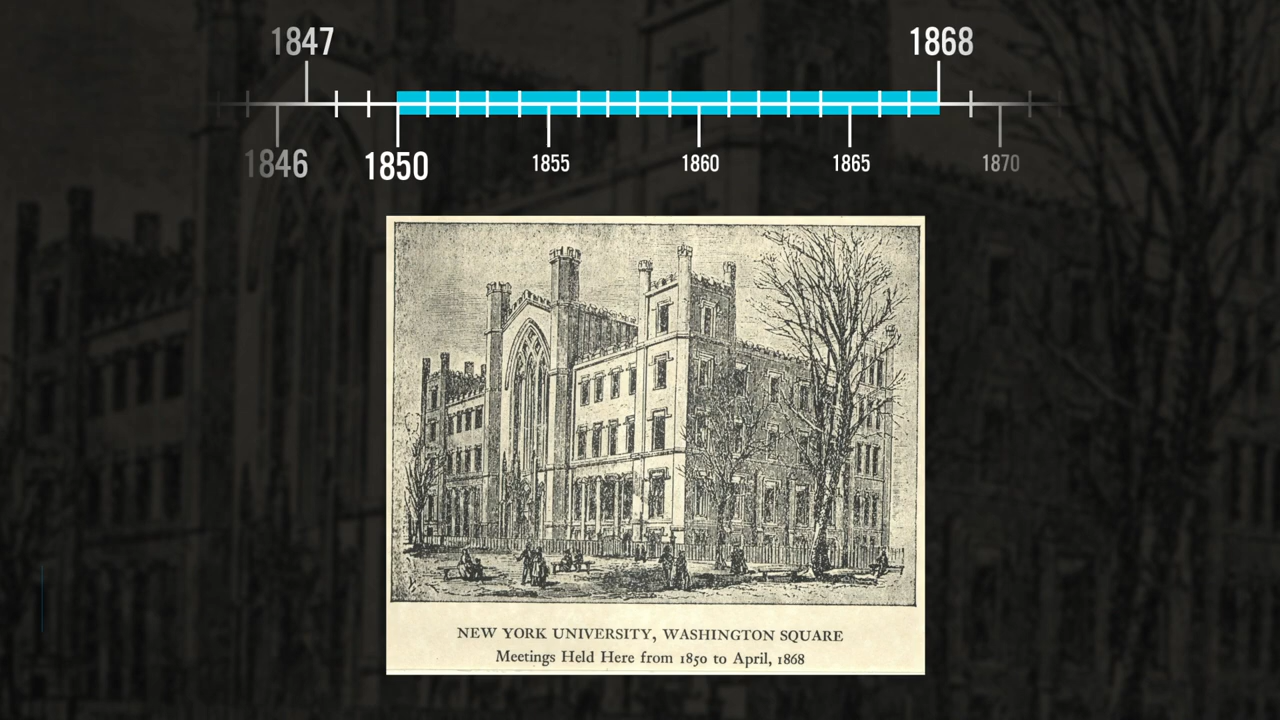 1847 1868
1846 1850 1855 1860 1865 1870
NEW YORK UNIVERSITY, WASHINGTON SQUARE
Meetings Held Here from 1850 to April, 1868